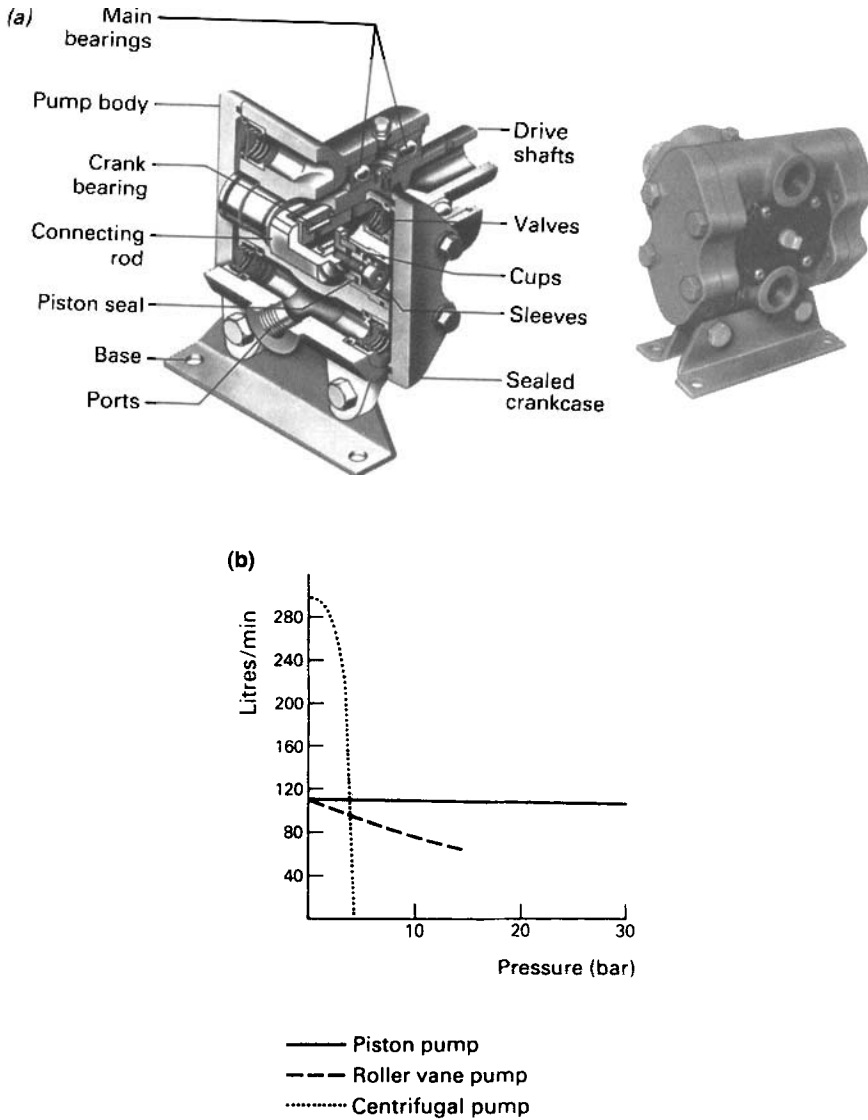 (a)
Main
bearings
Pump body
Crank
bearing
Connecting
rod
Piston seal
Base
Ports
Drive
shafts
Valves
Cups
Sleeves
Sealed
crankcase
(b)
Litres/min
280
240
200
160
120
80
40
10
20
30
Pressure (bar)
Piston pump
Roller vane pump
Centrifugal pump